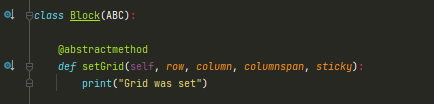 class Block(ABC):
@abstractmethod
def setGrid(self, row, column, columnspan, sticky):
print("Grid was set")